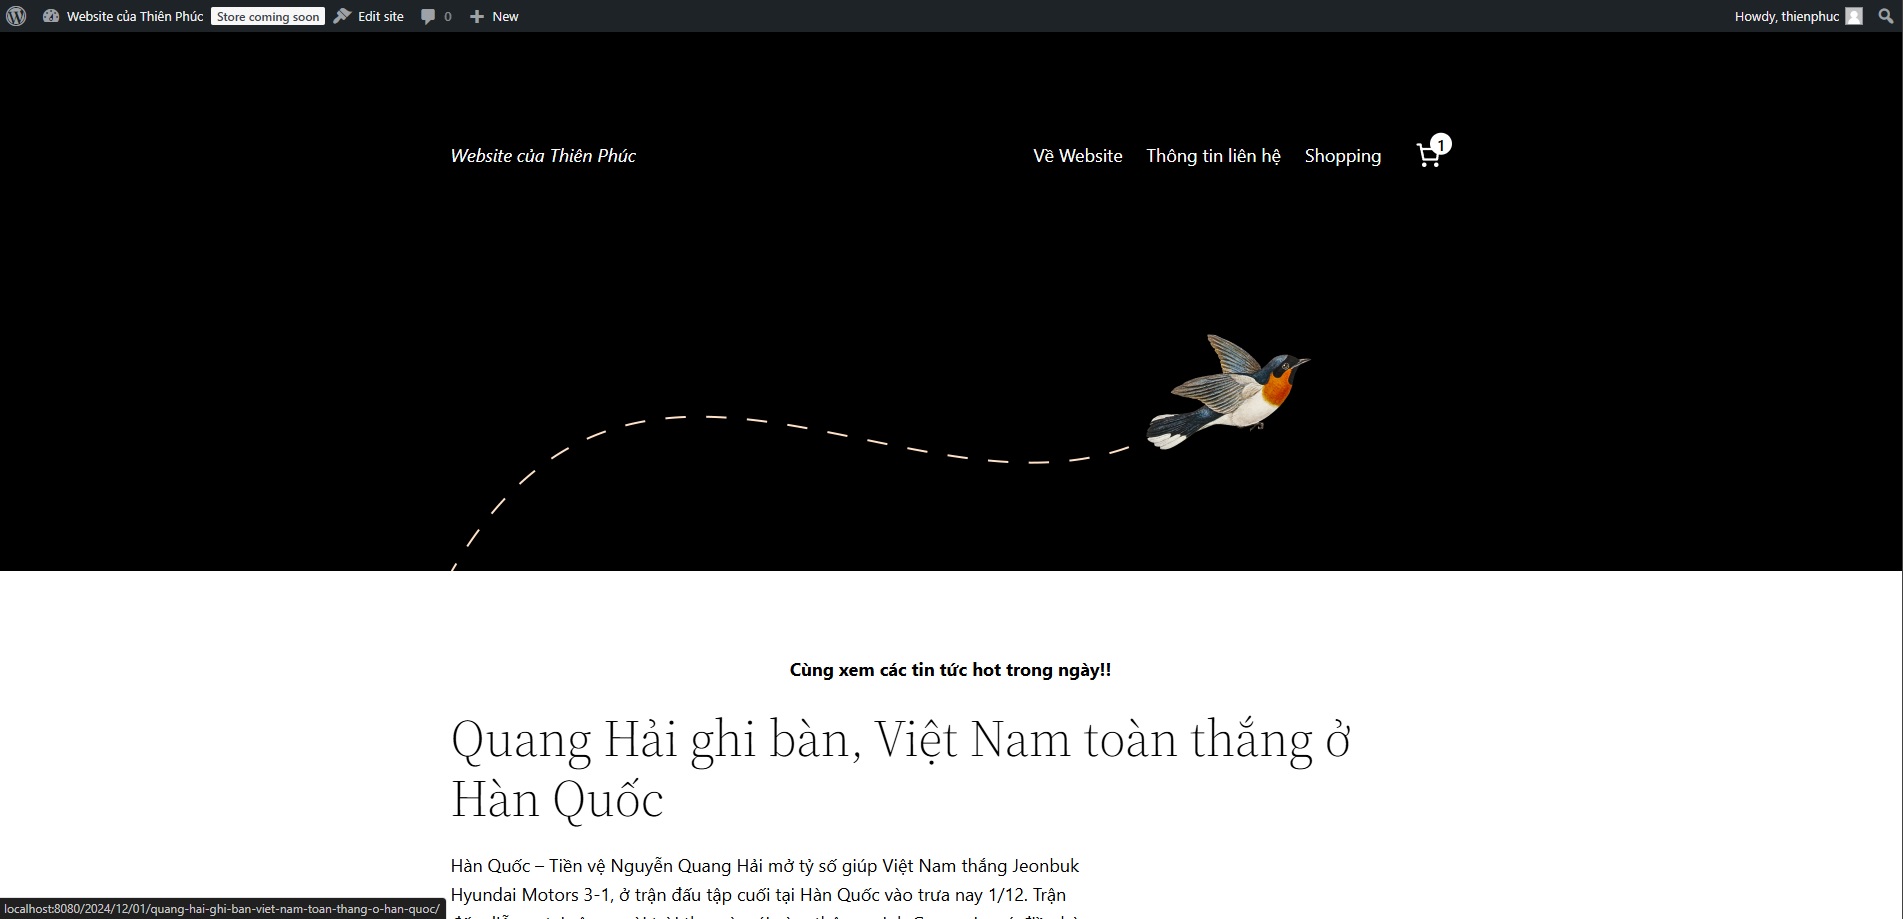 Website của Thiên Phúc Store coming soon Edit site 0 New Howdy, thienphuc
Website của Thiên Phúc Về Website Thông tin liên hệ Shopping 1
Cùng xem các tin tức hot trong ngày!!
Quang Hải ghi bàn, Việt Nam toàn thắng ở
Hàn Quốc
Hàn Quốc – Tiền vệ Nguyễn Quang Hải mở tỷ số giúp Việt Nam thắng Jeonbuk
Hyundai Motors 3-1, ở trận đấu tập cuối tại Hàn Quốc vào trưa nay 1/12. Trận
localhost:8080/2024/12/01/quang-hai-ghi-ban-viet-nam-toan-thang-o-han-quoc/